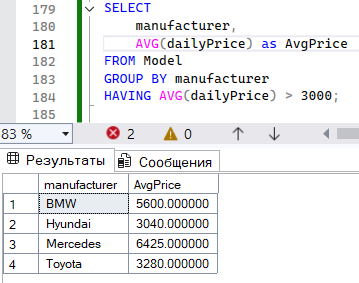 179 SELECT
180 manufacturer,
181 AVG(dailyPrice) as AvgPrice
182 FROM Model
183 GROUP BY manufacturer
184 HAVING AVG(dailyPrice) > 3000;
83 % 2 0
Результаты Сообщения
manufacturer AvgPrice
1 BMW 5600.000000
2 Hyundai 3040.000000
3 Mercedes 6425.000000
4 Toyota 3280.000000